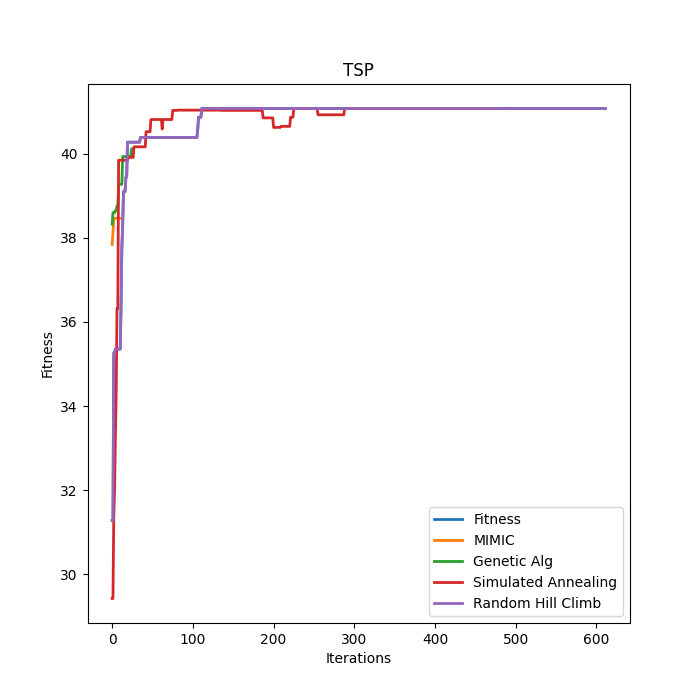 TSP
Fitness
40
38
36
34
32
30
0 100 200 300 400 500 600
Iterations
Fitness
MIMIC
Genetic Alg
Simulated Annealing
Random Hill Climb